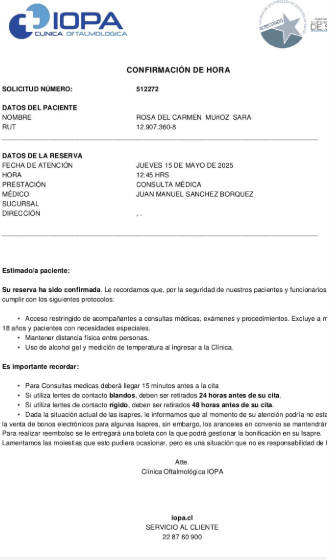 IOPA
CLINICA OFTALMOLOGICA
CONFIRMACIÓN DE HORA
SOLICITUD NÚMERO: 512272
DATOS DEL PACIENTE
NOMBRE ROSA DEL CARMEN MUñOZ SARA
RUT 12.907.360-8
DATOS DE LA RESERVA
FECHA DE ATENCIÓN JUEVES 15 DE MAYO DE 2025
HORA 12:45 HRS
PRESTACIÓN CONSULTA MÉDICA
MÉDICO JUAN MANUEL SANCHEZ BORQUEZ
SUCURSAL
DIRECCIÓN , .
Estimado/a paciente:
Su reserva ha sido confirmada. Le recordamos que, por la seguridad de nuestros pacientes y funcionarios
cumplir con los siguientes protocolos:
• Acceso restringido de acompañantes a consultas médicas, exámenes y procedimientos. Excluye a m
18 años y pacientes con necesidades especiales.
• Mantener distancia física entre personas.
• Uso de alcohol gel y medición de temperatura al ingresar a la Clínica.
Es importante recordar:
• Para Consultas medicas deberá llegar 15 minutos antes a la cita
• Si utiliza lentes de contacto blandos, deben ser retirados 24 horas antes de su cita.
• Si utiliza lentes de contacto rígido, deben ser retirados 48 horas antes de su cita.
• Dada la situación actual de las isapres, le informamos que al momento de su atención podría no esta
la venta de bonos electrónicos para algunas Isapres, sin embargo, los aranceles en convenio se mantendrán
Para realizar reembolso se le entregará una boleta con la que podrá gestionar la bonificación en su Isapre.
Lamentamos las molestias que esto pudiera ocasionar, pero es una situación que no es responsabilidad de l
Atte.
Clínica Oftalmológica IOPA
iopa.cl
SERVICIO AL CLIENTE
22 87 60 900